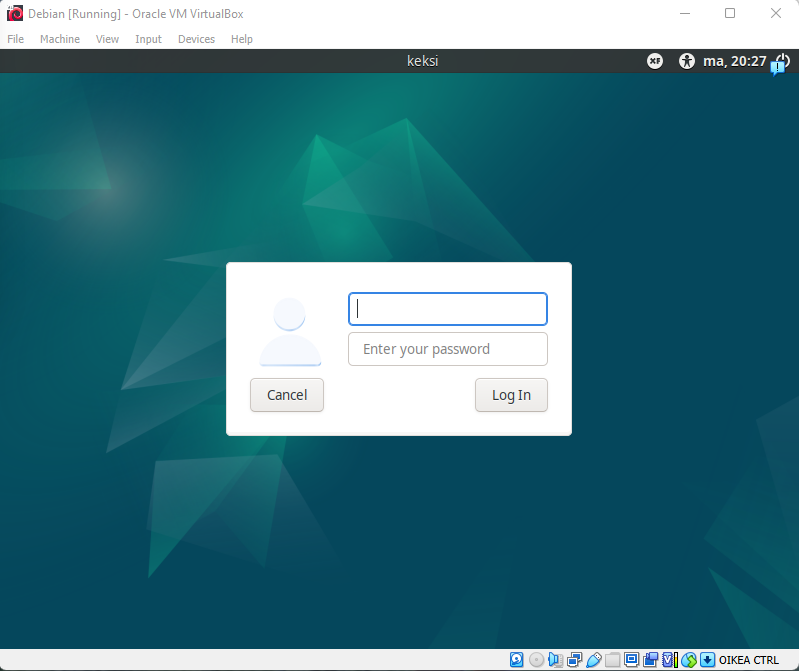 Debian [Running] - Oracle VM VirtualBox
File Machine View Input Devices Help
keksi
XF
ma, 20:27
Enter your password
Cancel
Log In
OIKEA CTRL